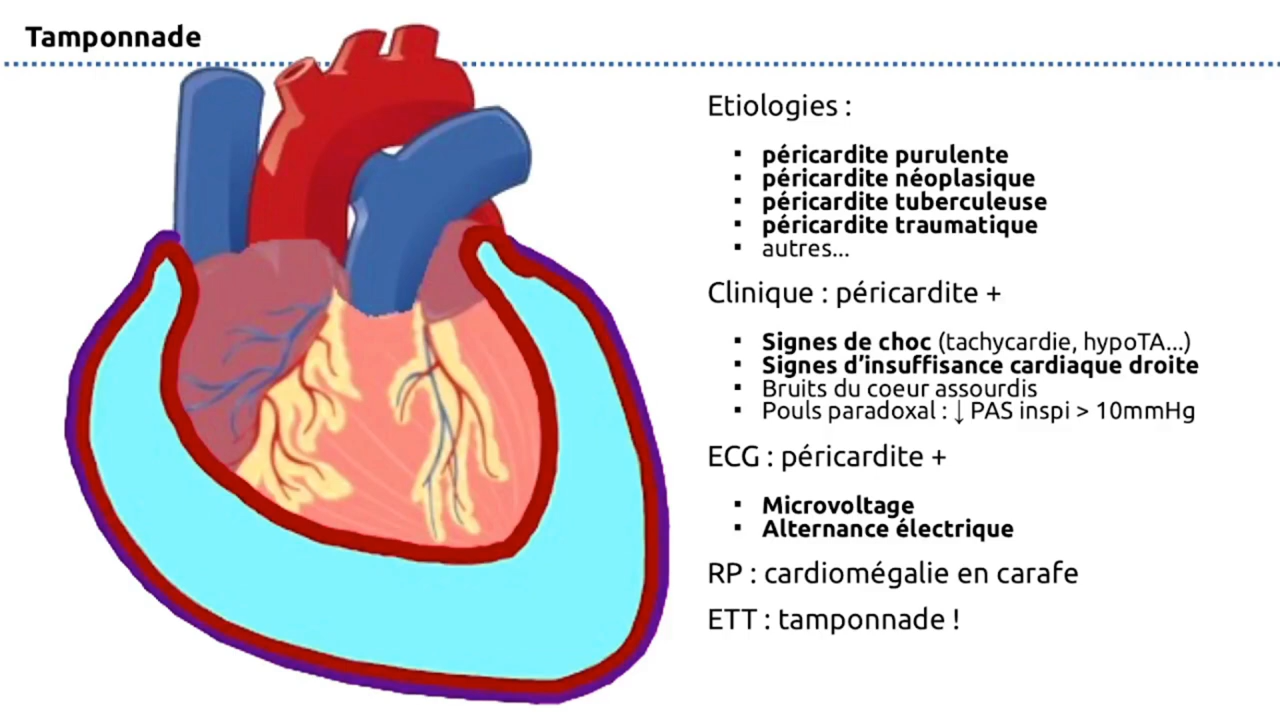 Tamponnade
Etiologies :
▪ péricardite purulente
▪ péricardite néoplasique
▪ péricardite tuberculeuse
▪ péricardite traumatique
▪ autres...
Clinique : péricardite +
▪ Signes de choc (tachycardie, hypoTA...)
▪ Signes d’insuffisance cardiaque droite
▪ Bruits du coeur assourdis
▪ Pouls paradoxal : ↓ PAS inspi > 10mmHg
ECG : péricardite +
▪ Microvoltage
▪ Alternance électrique
RP : cardiomégalie en carafe
ETT : tamponnade !